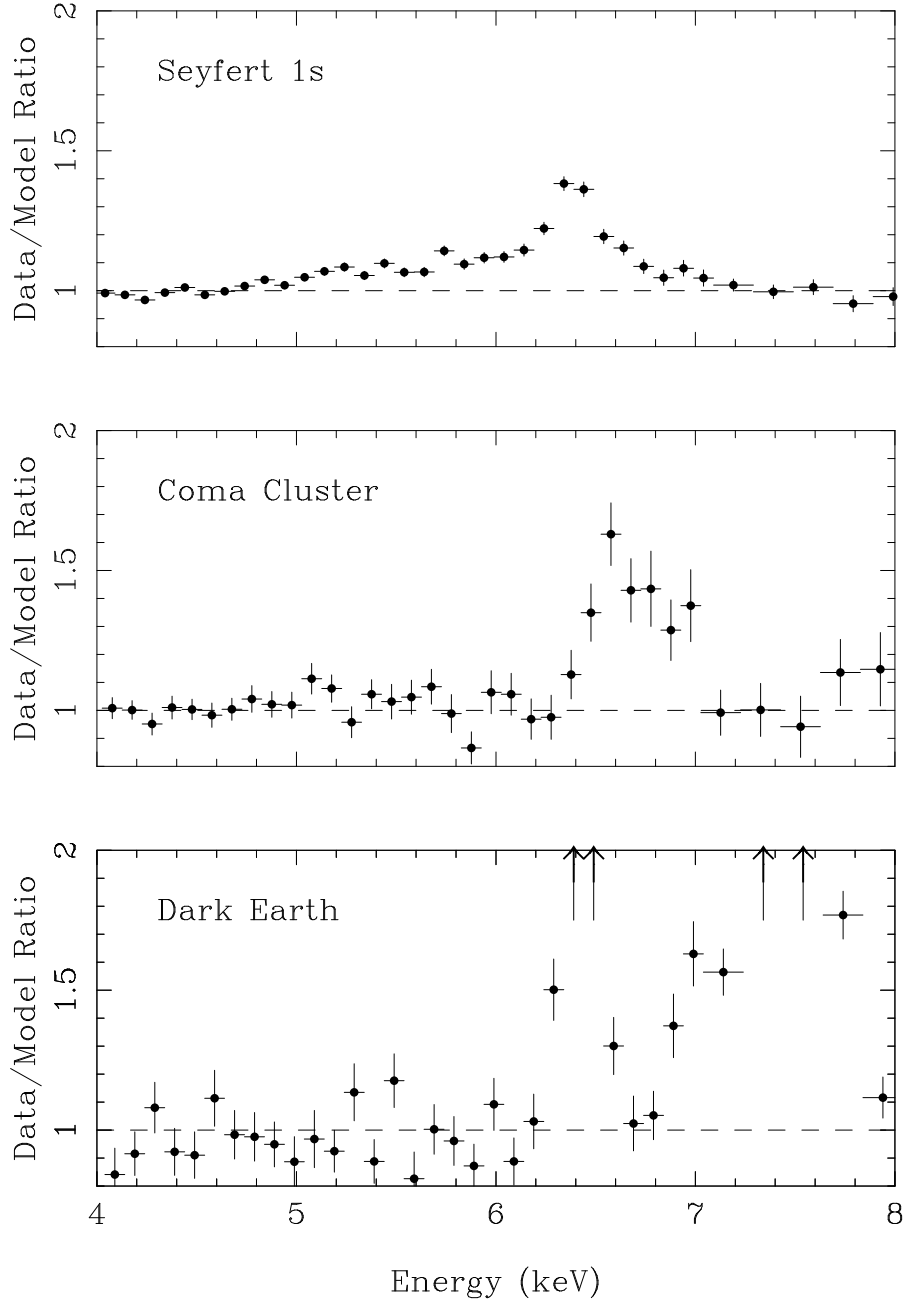 2
Seyfert 1s
1.5
1
Data/Model Ratio
2
Coma Cluster
1.5
1
Data/Model Ratio
2
Dark Earth
1.5
1
Data/Model Ratio
4 5 6 7 8
Energy (keV)